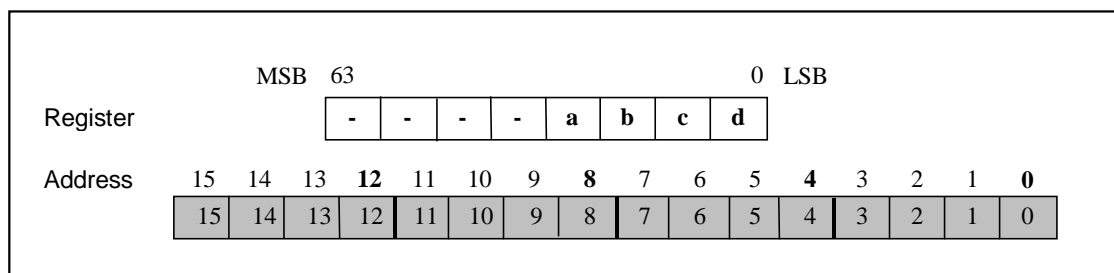 MSB 63 0 LSB
Register - - - - a b c d
Address 15 14 13 12 11 10 9 8 7 6 5 4 3 2 1 0
15 14 13 12 11 10 9 8 7 6 5 4 3 2 1 0